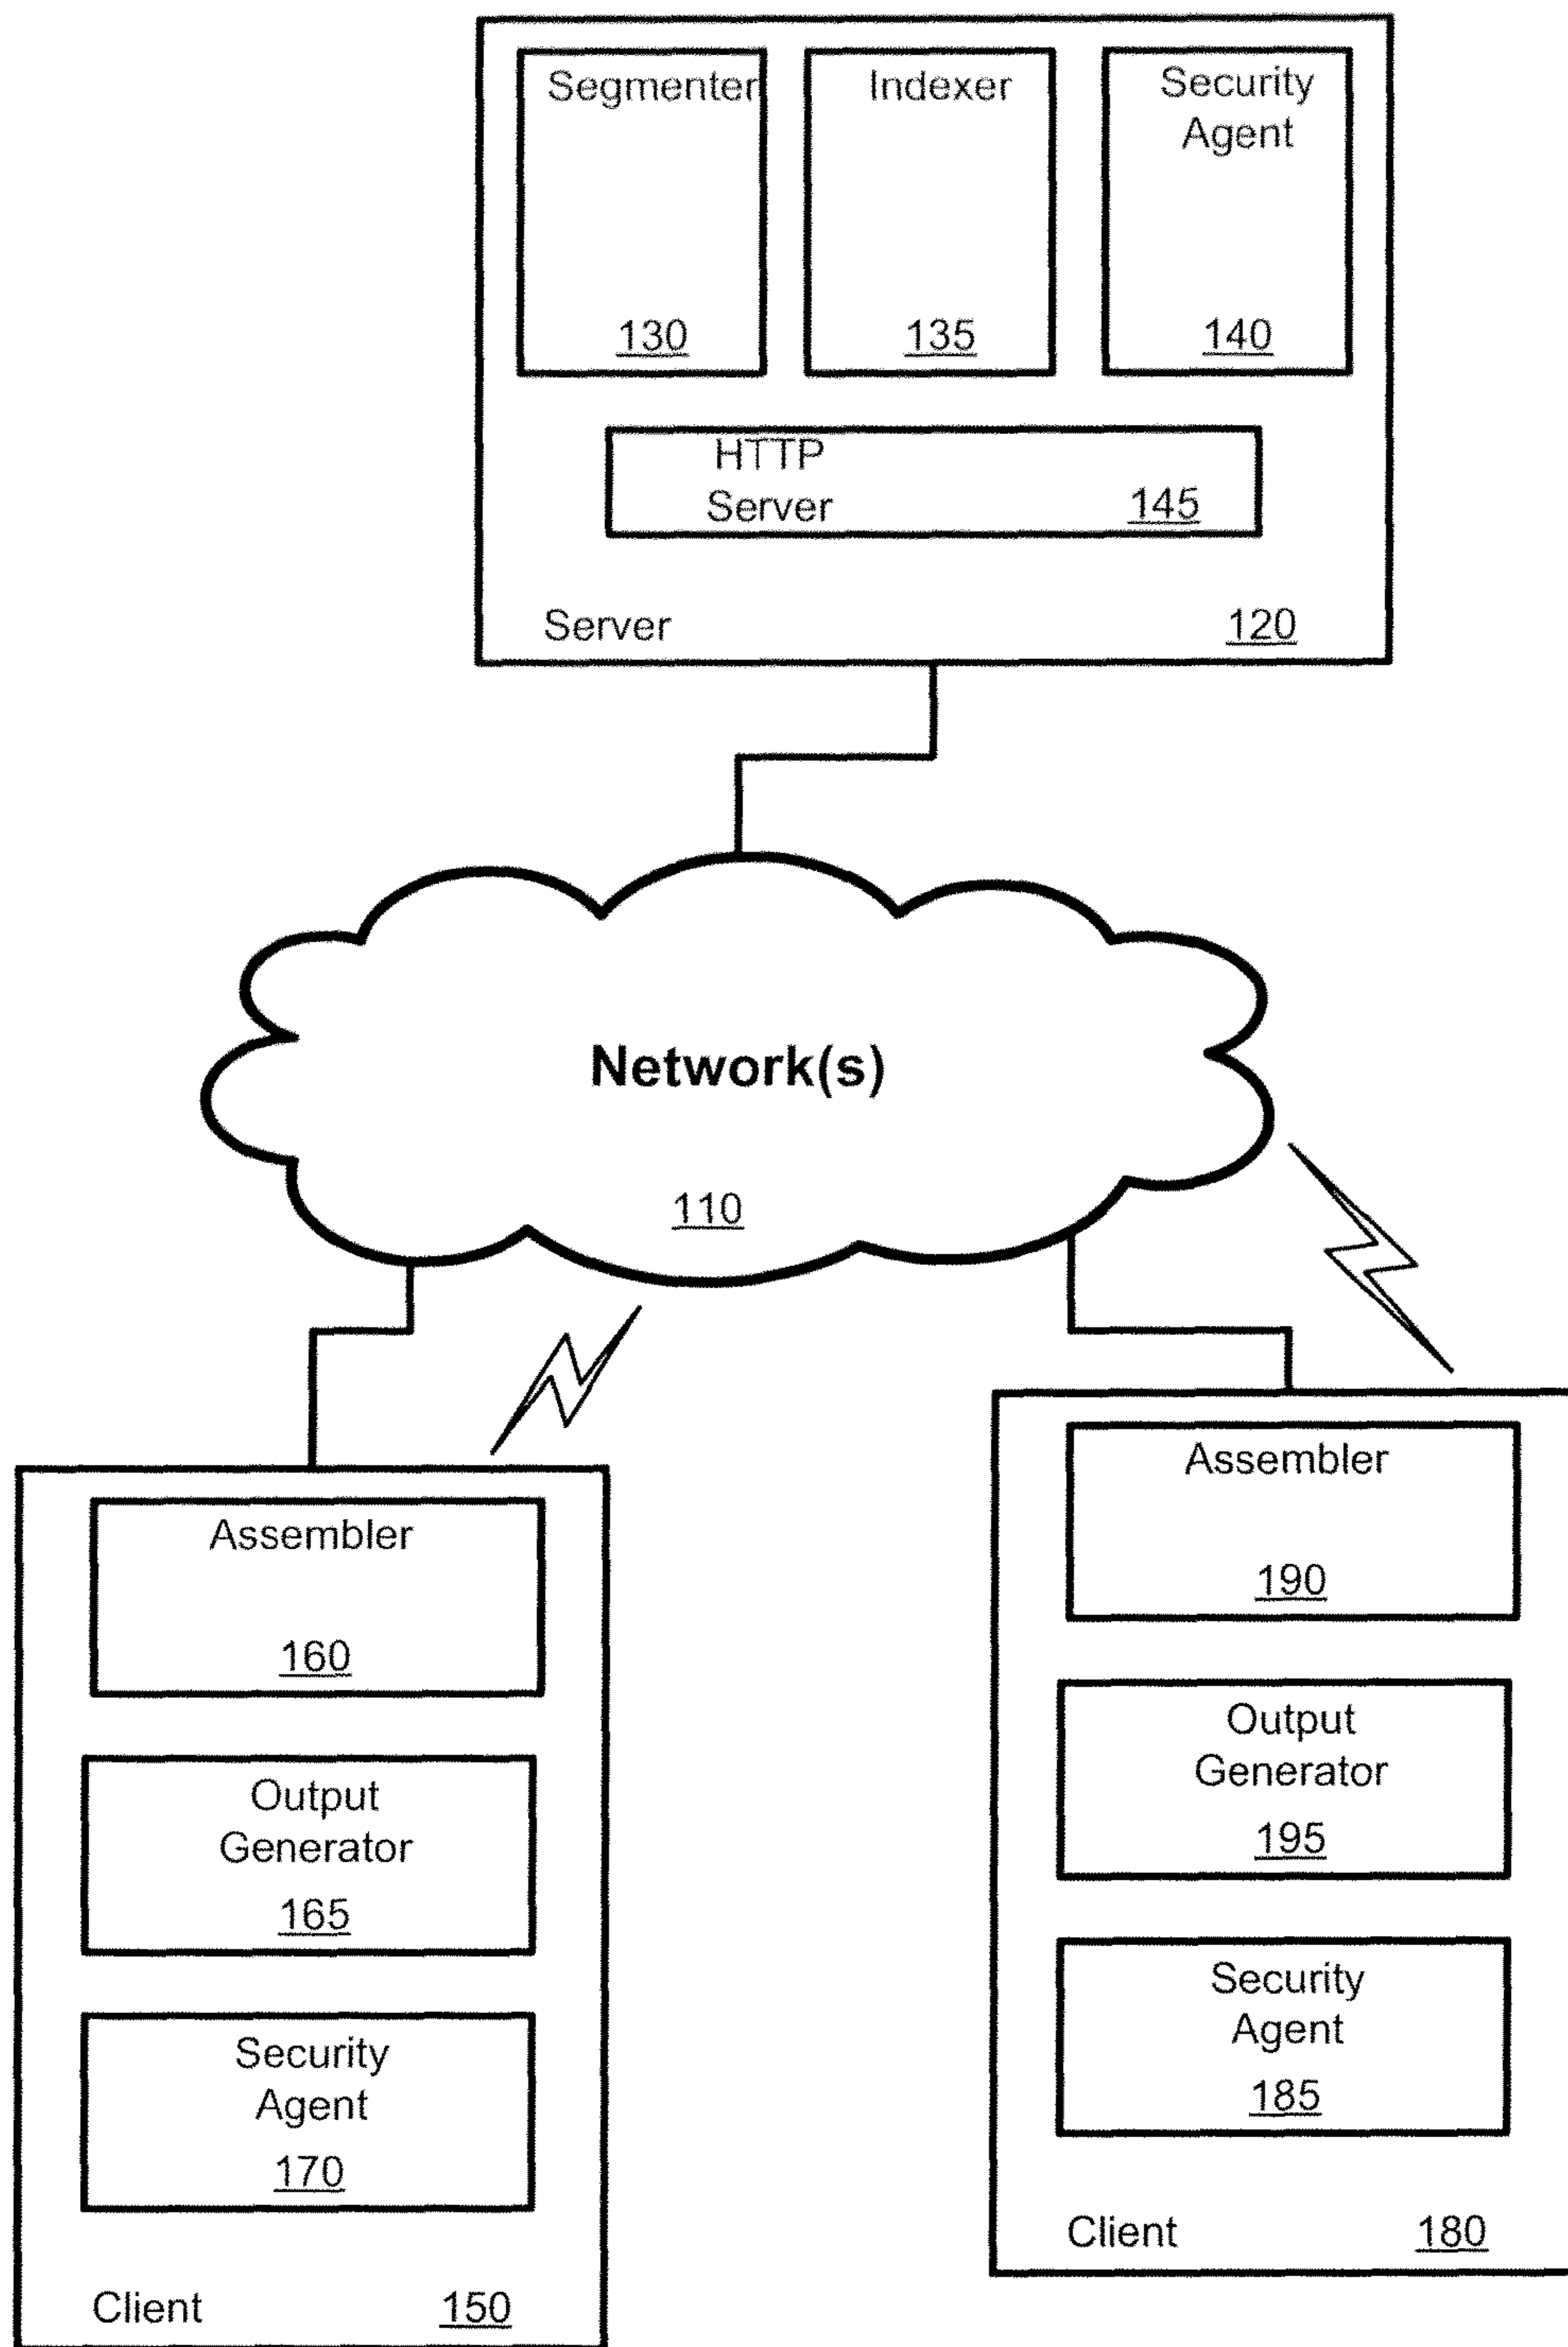 Segmenter
130
Indexer
135
Security
Agent
140
HTTP
Server
145
Server 120
Network(s)
110
Assembler
160
Output
Generator
165
Security
Agent
170
Client 150
Assembler
190
Output
Generator
195
Security
Agent
185
Client 180